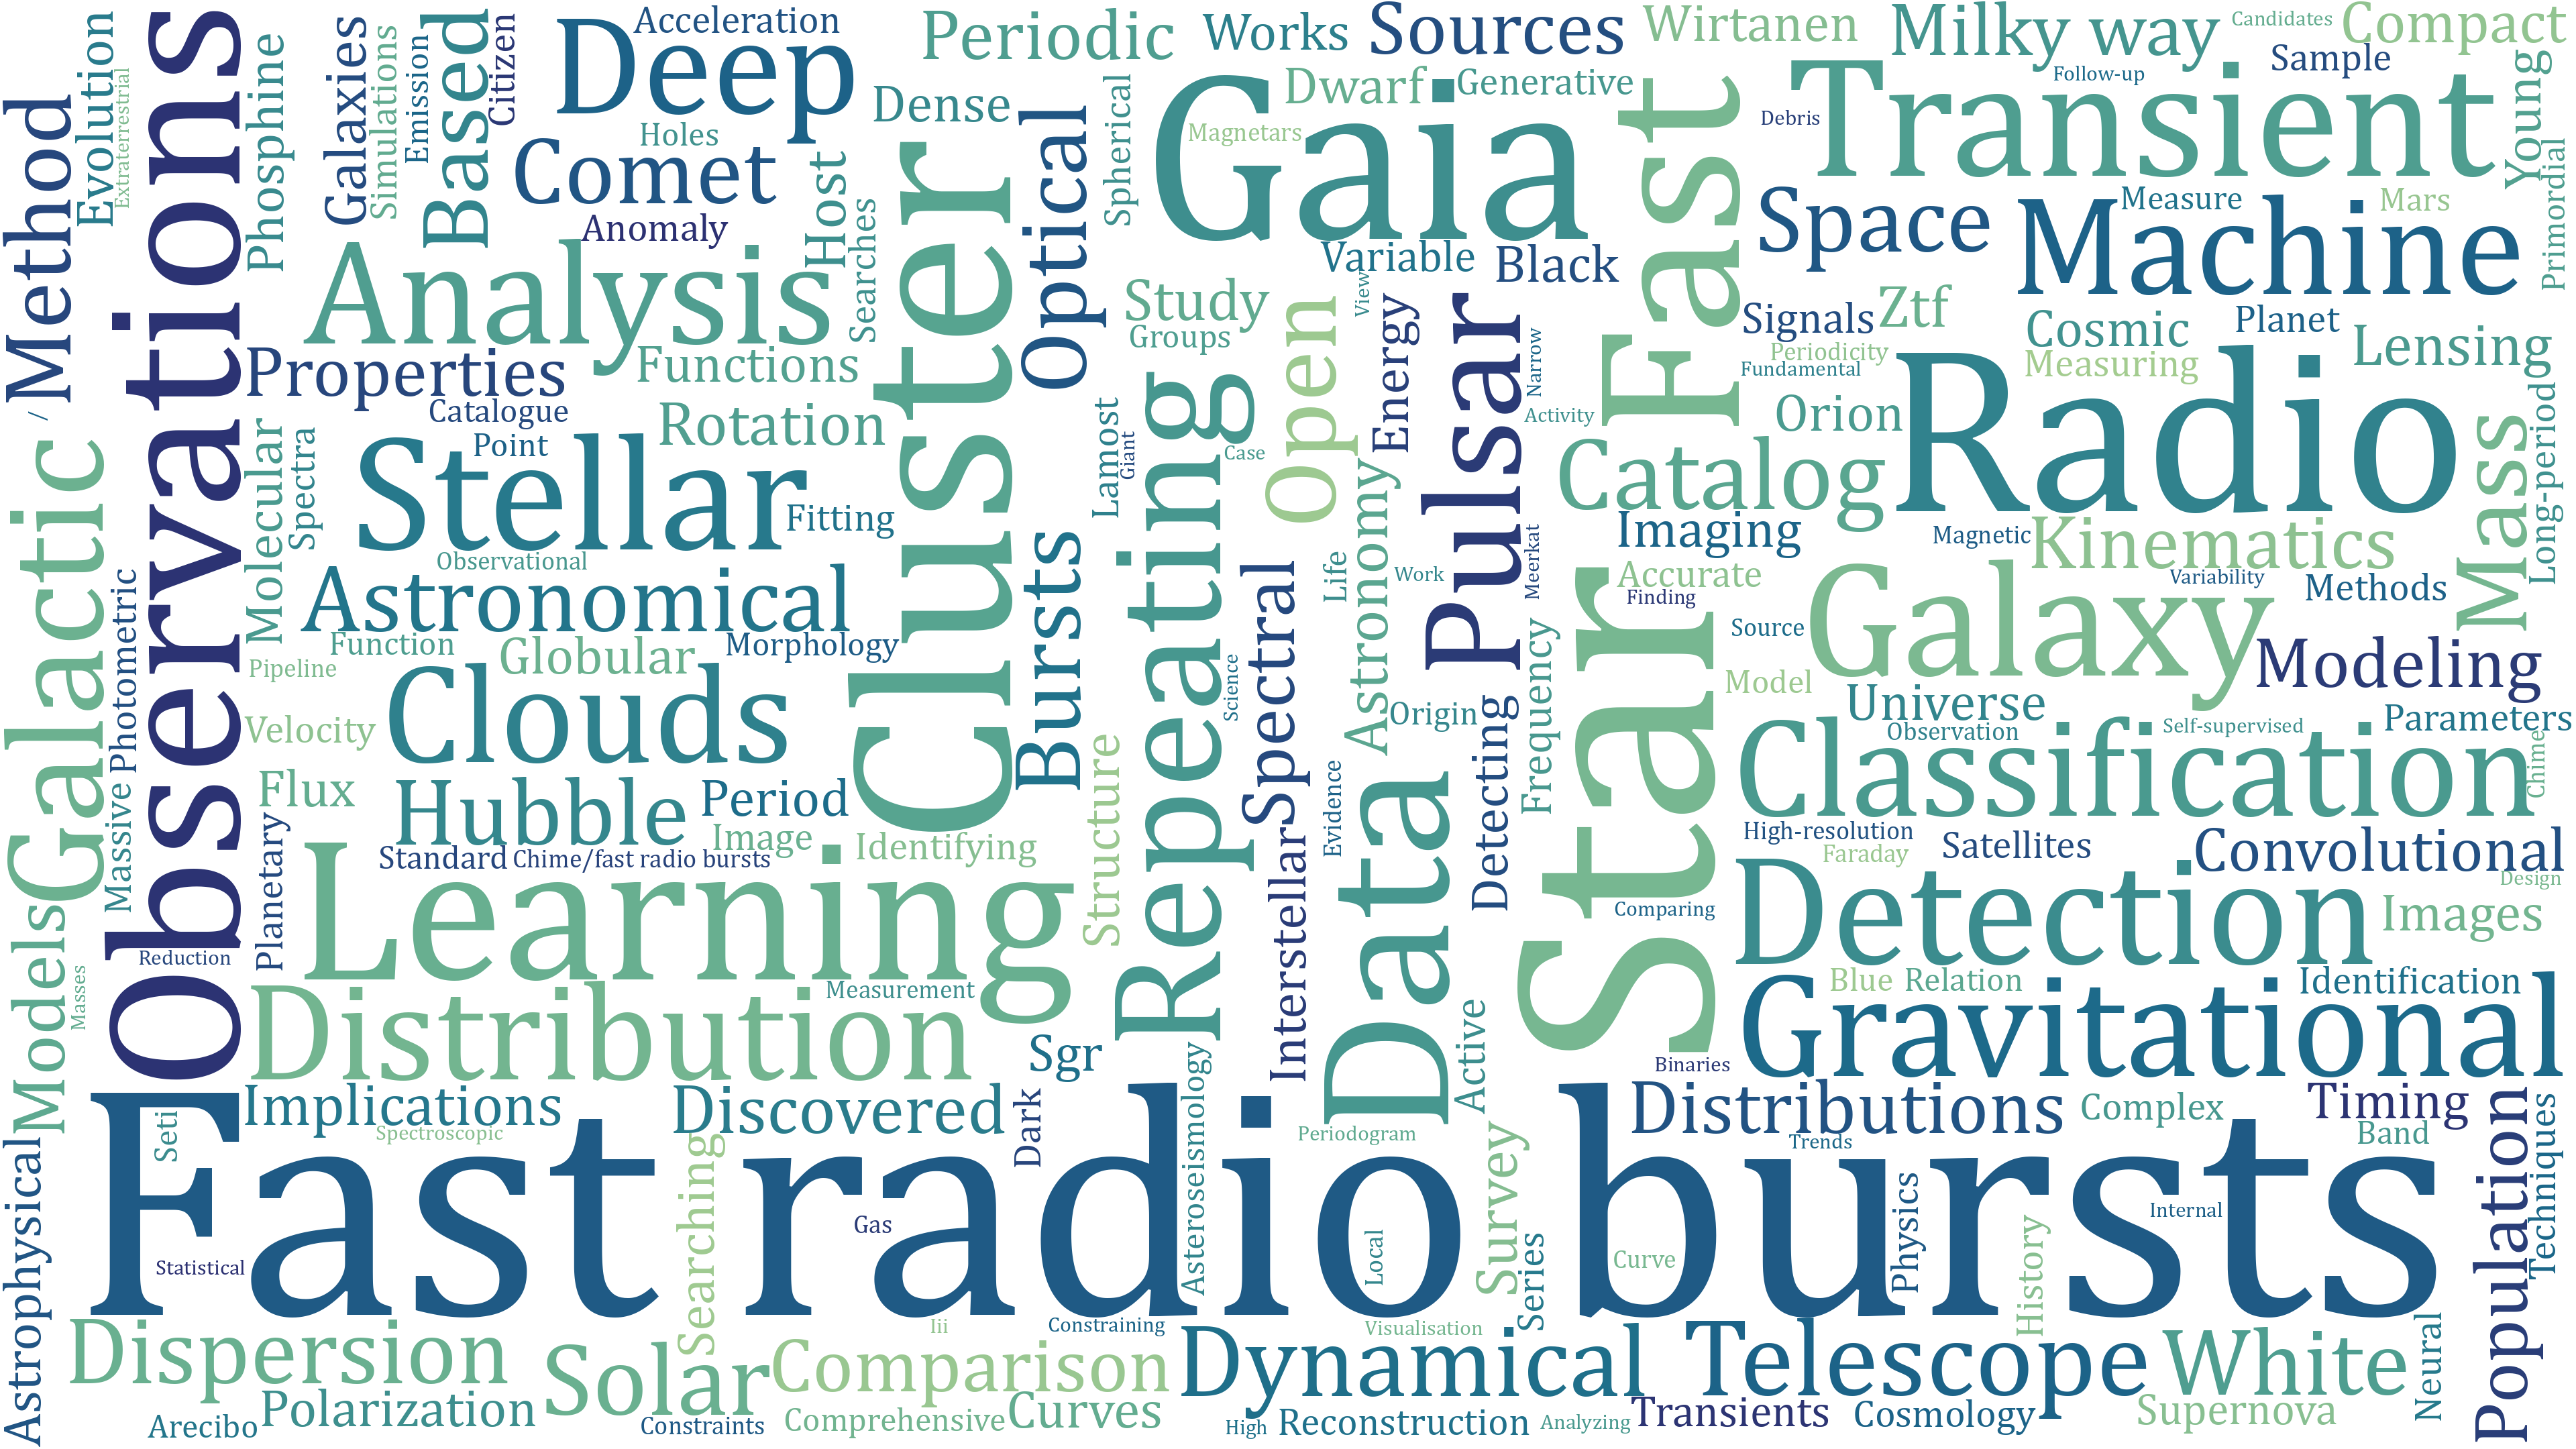 Evolution
Extraterrestrial
Method
/
Observations
Phosphine
Galaxies
Simulations
Emission
Based
Citizen
Deep
Acceleration
Holes
Comet
Anomaly
Analysis
Host
Searches
Periodic
Dense
Cluster
Optical
Spherical
Works
Sources
Dwarf
Generative
Magnetars
Gaia
Variable
Black
View
Study
Groups
Wirtanen
Fast
Debris
Milky way
Candidates
Compact
Follow-up
Sample
Transient
Young
Primordial
Space
Machine
Measure
Mars
Signals
Ztf
Cosmic
Planet
Lensing
Periodicity
Fundamental
Measuring
Orion
Radio
Catalog
Mass
Long-period
Properties
Functions
Catalogue
Point
Rotation
Molecular
Spectra
Stellar
Fitting
Observational
Astronomical
Function
Globular
Morphology
Pipeline
Clouds
Velocity
Flux
Hubble
Period
Image
Standard
Chime/fast radio bursts
Identifying
Galactic
Photometric
Massive
Planetary
Models
Masses
Reduction
Learning
Distribution
Measurement
Structure
Bursts
Lamost
Giant
Repeating
Case
Open
Energy
Pulsar
Narrow
Activity
Meerkat
Life
Work
Astronomy
Spectral
Science
Origin
Detecting
Frequency
Interstellar
Evidence
Data
Active
Star
Imaging
Accurate
Finding
Source
Model
Magnetic
Kinematics
Galaxy
Variability
Methods
Modeling
Universe
Observation
Self-supervised
Parameters
Classification
Chime
High-resolution
Faraday
Satellites
Convolutional
Design
Comparing
Detection
Images
Blue
Relation
Identification
Gravitational
Binaries
Distributions
Complex
Timing
Trends
Band
Population
Techniques
Implications
Discovered
Sgr
Dark
Asteroseismology
Periodogram
Seti
Spectroscopic
Searching
Fast radio bursts
Gas
Statistical
Local
Survey
Series
Curve
Physics
History
Internal
Astrophysical
Dispersion
Polarization
Arecibo
Solar
Constraints
Iii
Comparison
Constraining
Comprehensive
Curves
Visualisation
Dynamical
High
Reconstruction
Analyzing
Telescope
Transients
Cosmology
White
Supernova
Neural